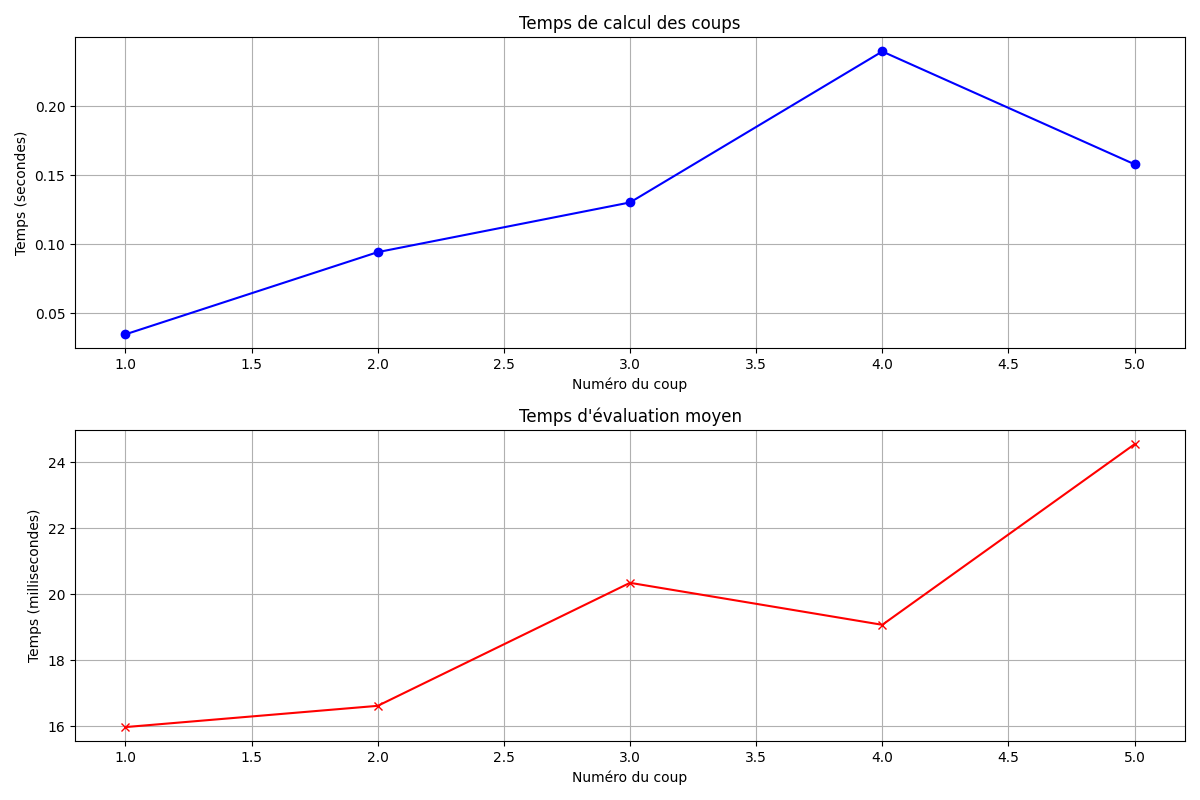 Temps de calcul des coups
Temps (secondes)
0.20
0.15
0.10
0.05
1.0 1.5 2.0 2.5 3.0 3.5 4.0 4.5 5.0
Numéro du coup
Temps d'évaluation moyen
Temps (millisecondes)
24
22
20
18
16
1.0 1.5 2.0 2.5 3.0 3.5 4.0 4.5 5.0
Numéro du coup